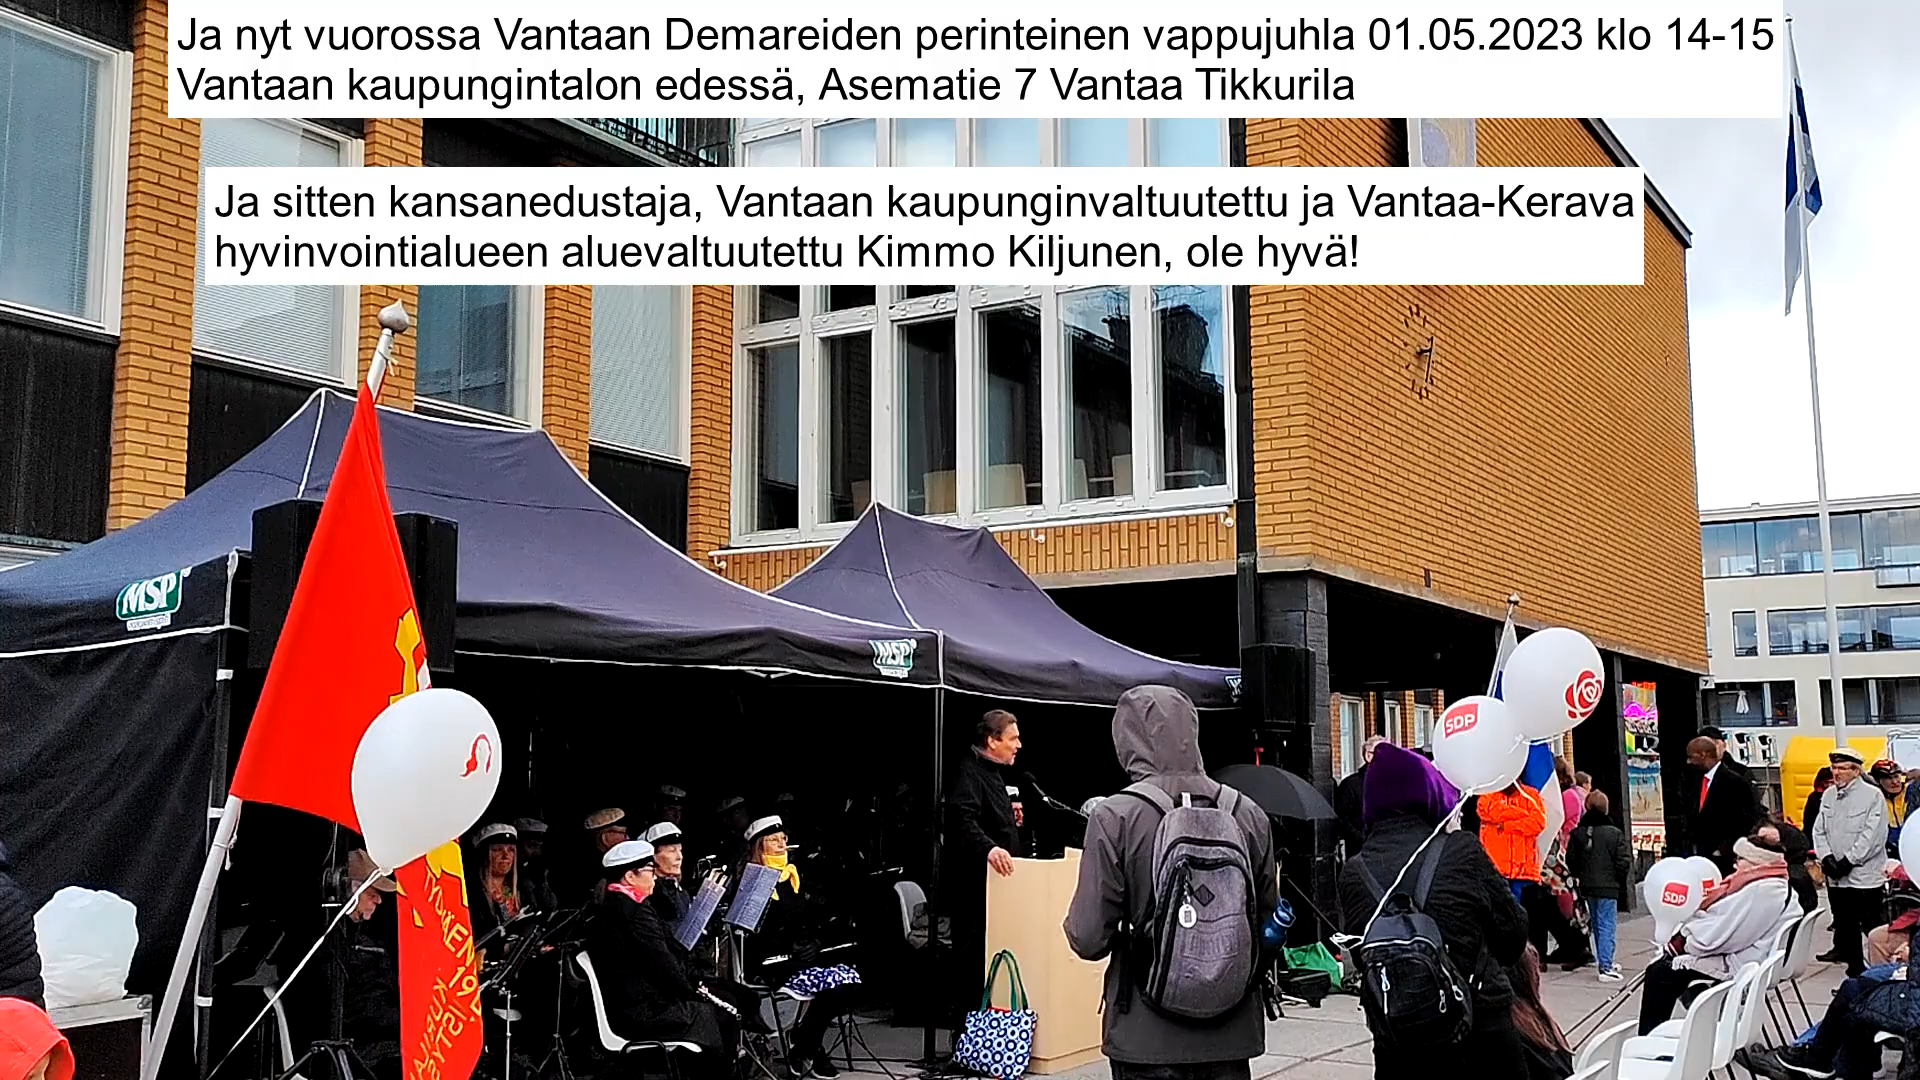 Ja nyt vuorossa Vantaan Demareiden perinteinen vappujuhla 01.05.2023 klo 14-15
Vantaan kaupungintalon edessä, Asematie 7 Vantaa Tikkurila
Ja sitten kansanedustaja, Vantaan kaupunginvaltuutettu ja Vantaa-Kerava
hyvinvointialueen aluevaltuutettu Kimmo Kiljunen, ole hyvä!
MSP
MSP
SDP
SDP